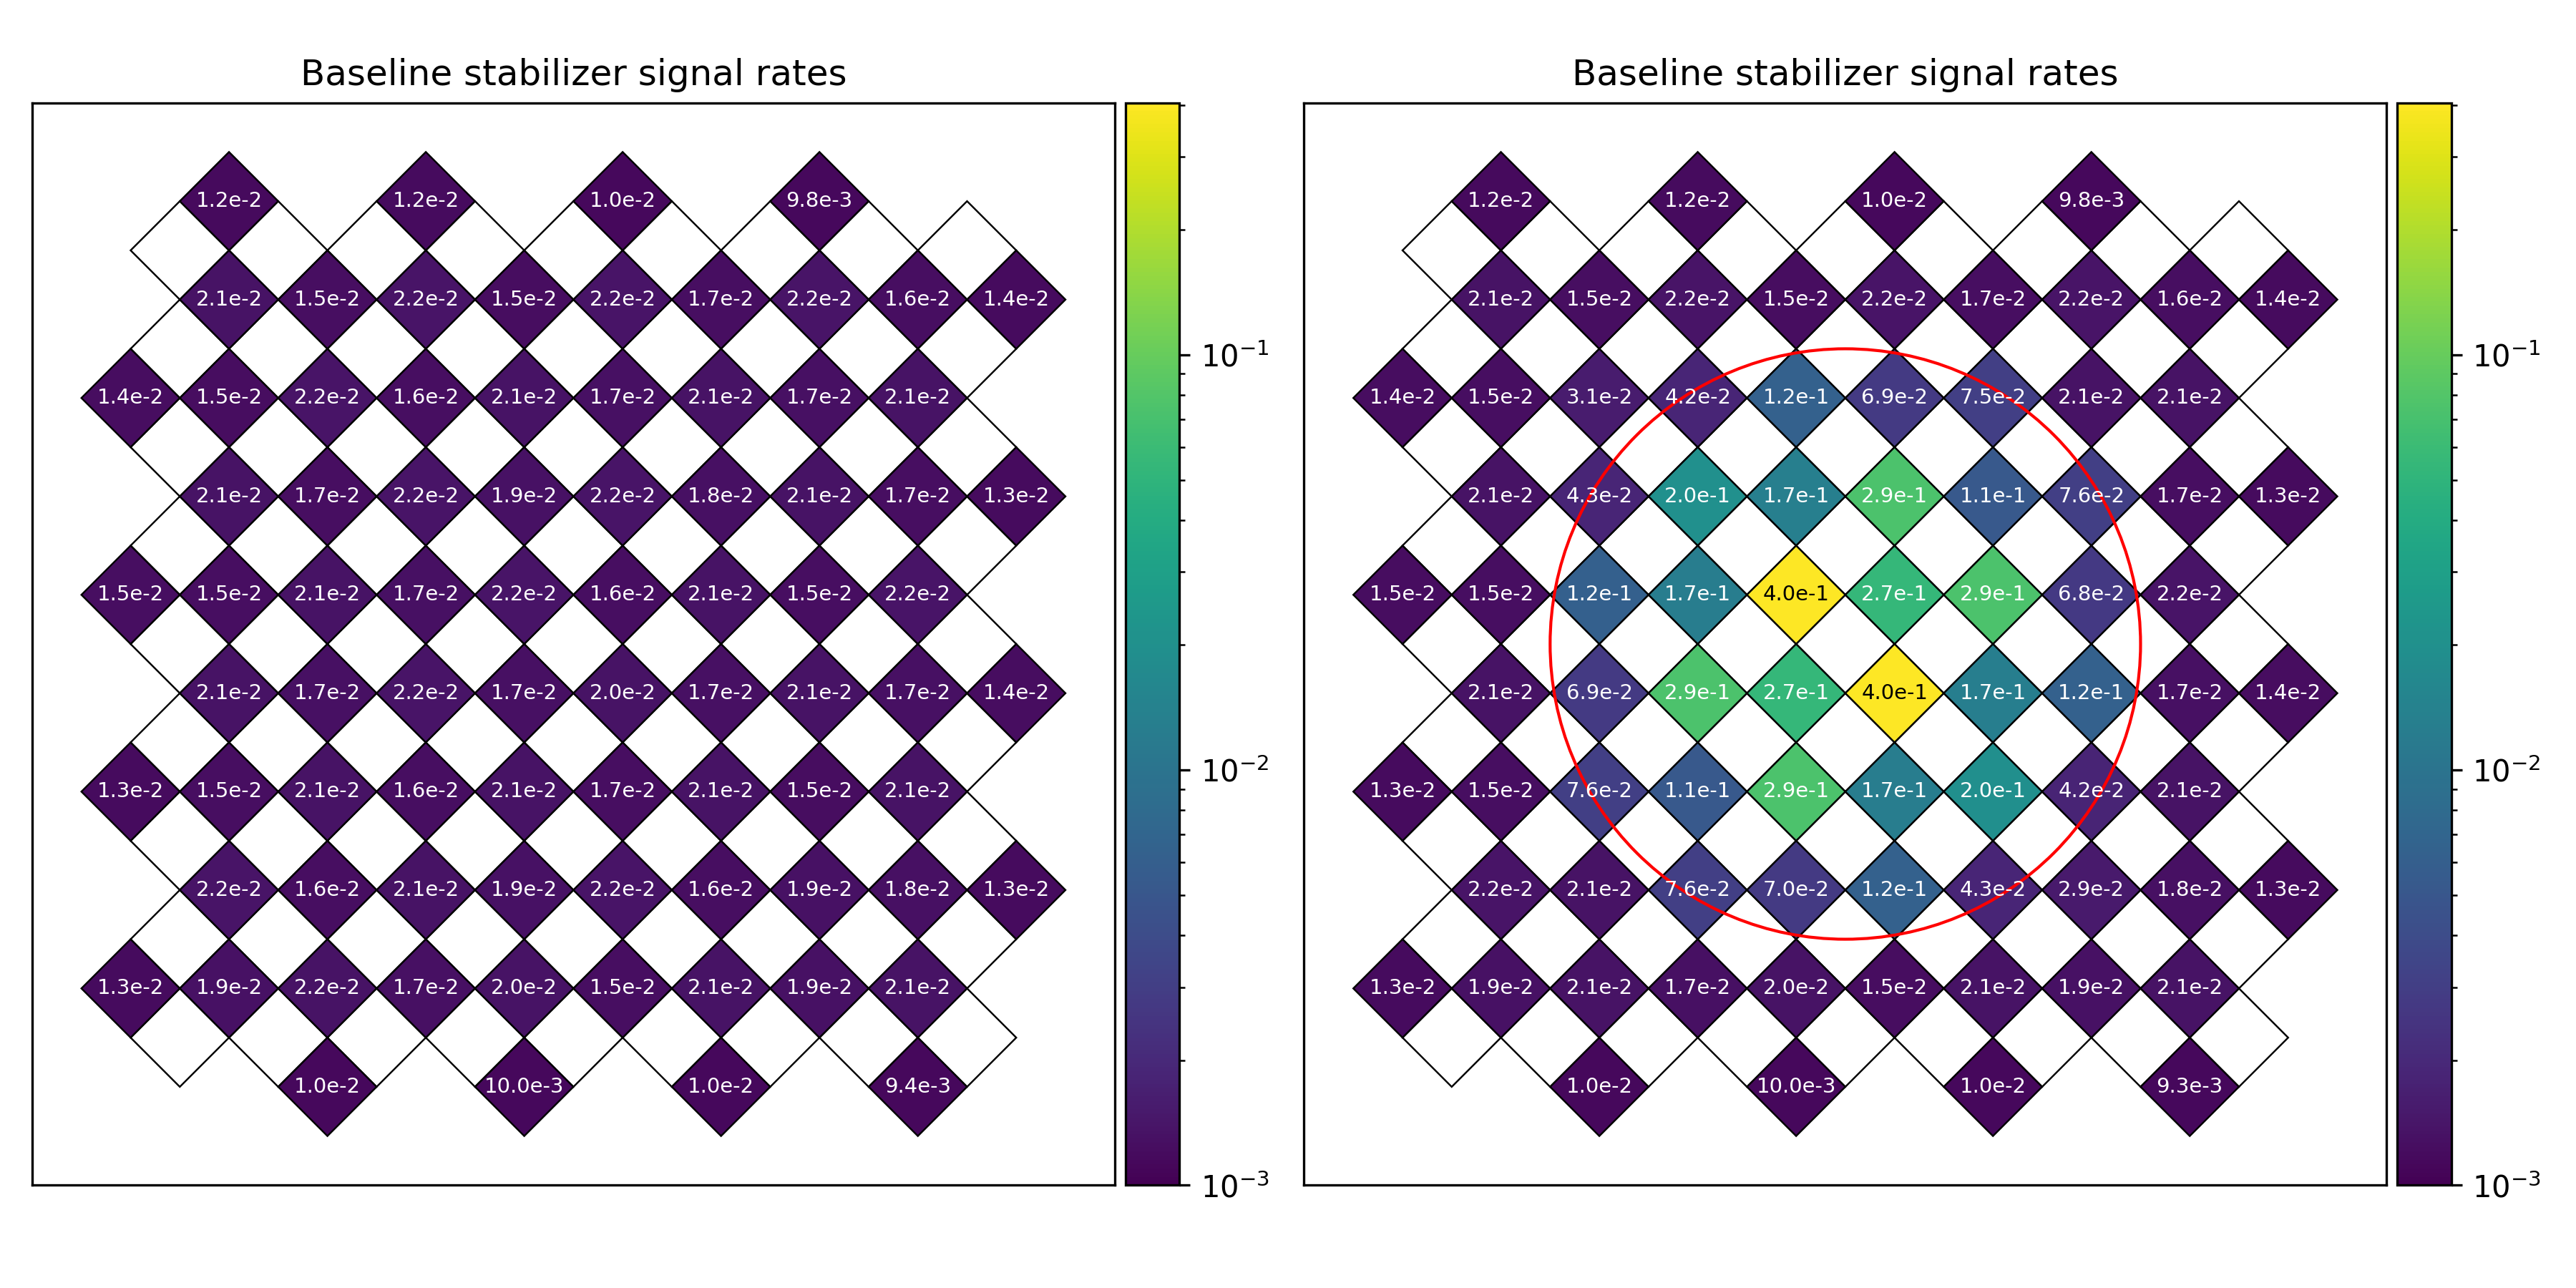 Baseline stabilizer signal rates
1.2e-2 1.2e-2 1.0e-2 9.8e-3
2.1e-2 1.5e-2 2.2e-2 1.5e-2 2.2e-2 1.7e-2 2.2e-2 1.6e-2 1.4e-2
1.4e-2 1.5e-2 2.2e-2 1.6e-2 2.1e-2 1.7e-2 2.1e-2 1.7e-2 2.1e-2
2.1e-2 1.7e-2 2.2e-2 1.9e-2 2.2e-2 1.8e-2 2.1e-2 1.7e-2 1.3e-2
1.5e-2 1.5e-2 2.1e-2 1.7e-2 2.2e-2 1.6e-2 2.1e-2 1.5e-2 2.2e-2
2.1e-2 1.7e-2 2.2e-2 1.7e-2 2.0e-2 1.7e-2 2.1e-2 1.7e-2 1.4e-2
1.3e-2 1.5e-2 2.1e-2 1.6e-2 2.1e-2 1.7e-2 2.1e-2 1.5e-2 2.1e-2
2.2e-2 1.6e-2 2.1e-2 1.9e-2 2.2e-2 1.6e-2 1.9e-2 1.8e-2 1.3e-2
1.3e-2 1.9e-2 2.2e-2 1.7e-2 2.0e-2 1.5e-2 2.1e-2 1.9e-2 2.1e-2
1.0e-2 10.0e-3 1.0e-2 9.4e-3
10⁻¹
10⁻²
10⁻³
Baseline stabilizer signal rates
1.2e-2 1.2e-2 1.0e-2 9.8e-3
2.1e-2 1.5e-2 2.2e-2 1.5e-2 2.2e-2 1.7e-2 2.2e-2 1.6e-2 1.4e-2
1.4e-2 1.5e-2 3.1e-2 4.2e-2 1.2e-1 6.9e-2 7.5e-2 2.1e-2 2.1e-2
2.1e-2 4.3e-2 2.0e-1 1.7e-1 2.9e-1 1.1e-1 7.6e-2 1.7e-2 1.3e-2
1.5e-2 1.5e-2 1.2e-1 1.7e-1 4.0e-1 2.7e-1 2.9e-1 6.8e-2 2.2e-2
2.1e-2 6.9e-2 2.9e-1 2.7e-1 4.0e-1 1.7e-1 1.2e-1 1.7e-2 1.4e-2
1.3e-2 1.5e-2 7.6e-2 1.1e-1 2.9e-1 1.7e-1 2.0e-1 4.2e-2 2.1e-2
2.2e-2 2.1e-2 7.6e-2 7.0e-2 1.2e-1 4.3e-2 2.9e-2 1.8e-2 1.3e-2
1.3e-2 1.9e-2 2.1e-2 1.7e-2 2.0e-2 1.5e-2 2.1e-2 1.9e-2 2.1e-2
1.0e-2 10.0e-3 1.0e-2 9.3e-3
10⁻¹
10⁻²
10⁻³